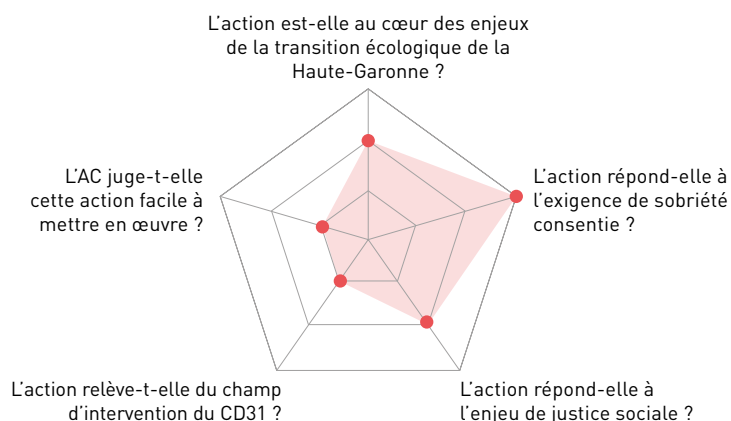 L’action est-elle au cœur des enjeux
de la transition écologique de la
Haute-Garonne ?
L’AC juge-t-elle
cette action facile à
mettre en œuvre ?
L’action répond-elle à
l’exigence de sobriété
consentie ?
L’action relève-t-elle du champ
d’intervention du CD31 ?
L’action répond-elle à
l’enjeu de justice sociale ?